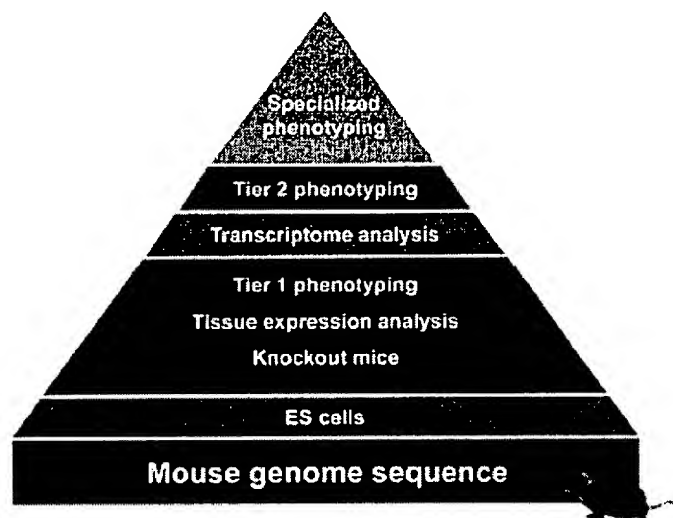 Specialized
phenotyping
Tier 2 phenotyping
Transcriptome analysis
Tier 1 phenotyping
Tissue expression analysis
Knockout mice
ES cells
Mouse genome sequence